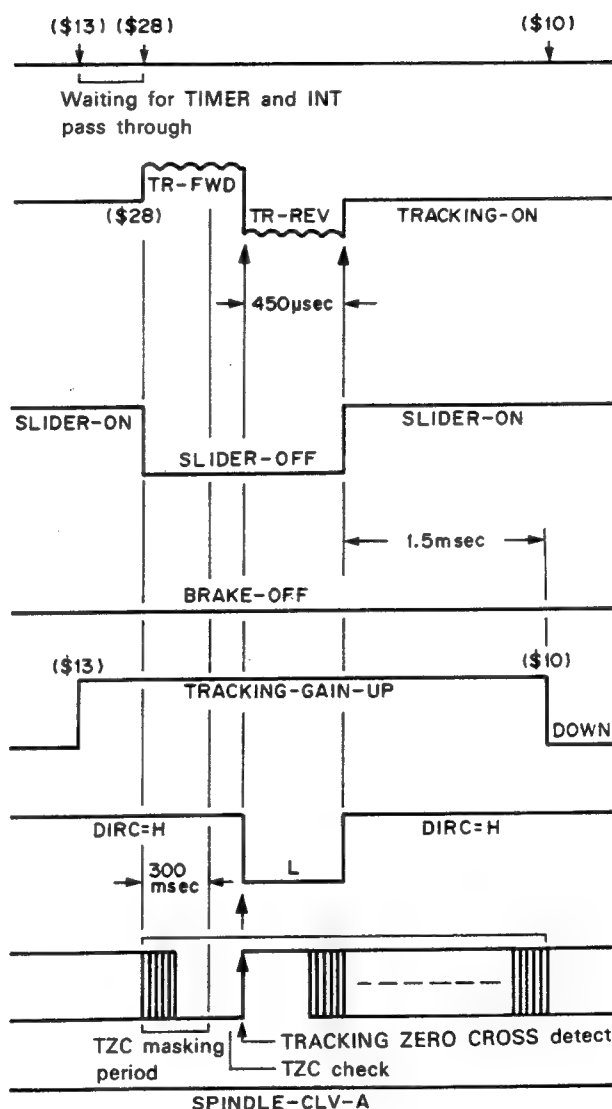 ($13) ($28) ($10)
Waiting for TIMER and INT
pass through
TR-FWD
($28) TR-REV TRACKING-ON
450µsec
SLIDER-ON SLIDER-ON
SLIDER-OFF
1.5msec
BRAKE-OFF
($13) ($10)
TRACKING-GAIN-UP
DOWN
DIRC=H L DIRC=H
300
msec
TZC masking
period
TRACKING ZERO CROSS detect
TZC check
SPINDLE-CLV-A